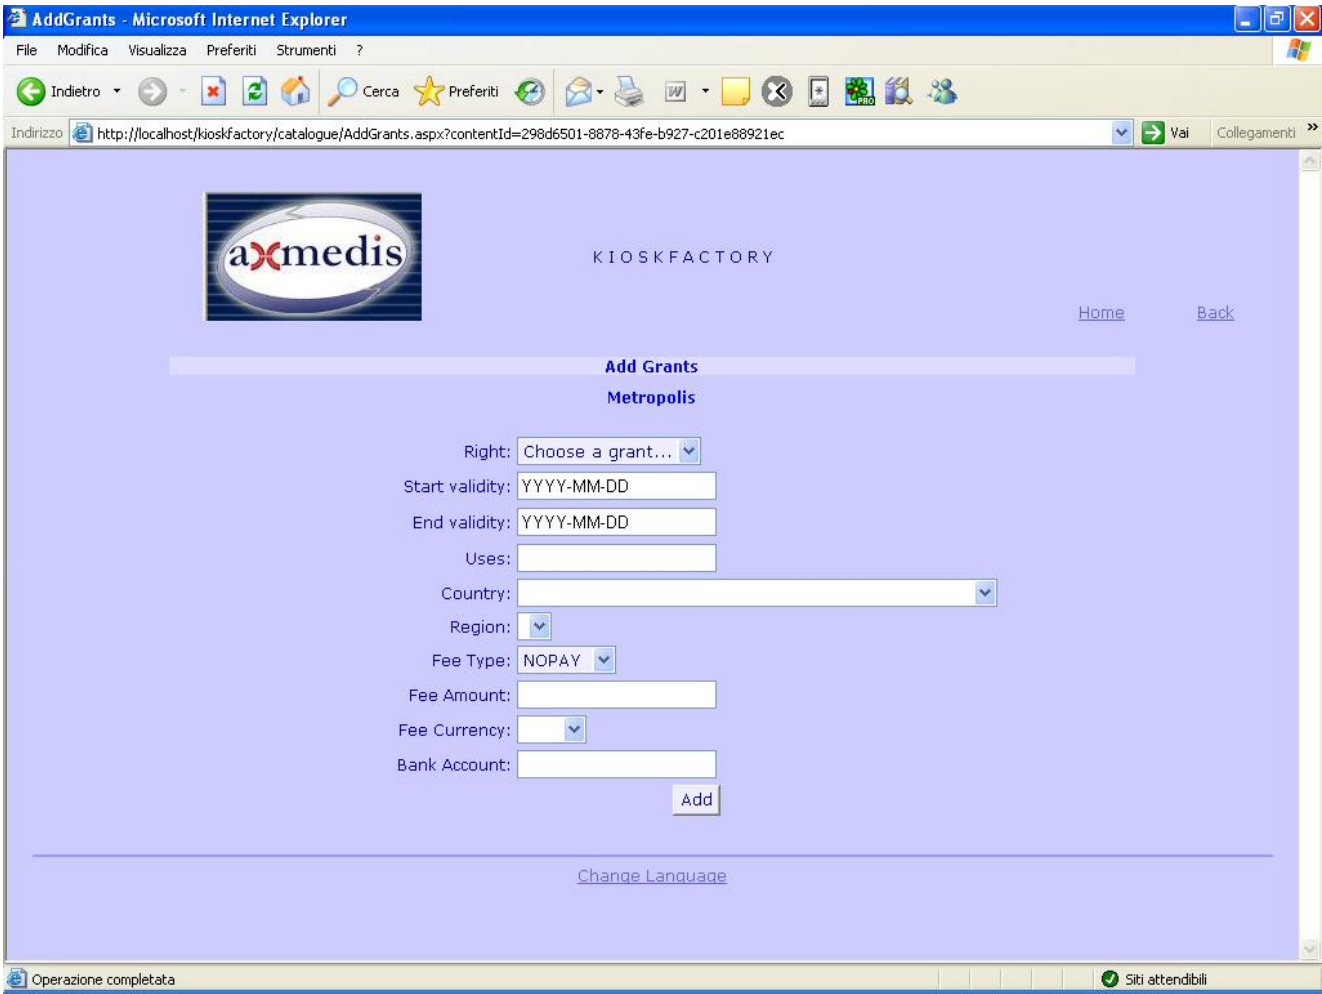 AddGrants - Microsoft Internet Explorer
File Modifica Visualizza Preferiti Strumenti ?
Indietro Cerca Preferiti
Indirizzo http://localhost/kioskfactory/catalogue/AddGrants.aspx?contentId=298d6501-8878-43fe-b927-c201e88921ec Vai Collegamenti »
axmedis
KIOSKFACTORY
Home Back
Add Grants
Metropolis
Right: Choose a grant...
Start validity: YYYY-MM-DD
End validity: YYYY-MM-DD
Uses:
Country:
Region:
Fee Type: NOPAY
Fee Amount:
Fee Currency:
Bank Account:
Add
Change Language
Operazione completata Siti attendibili